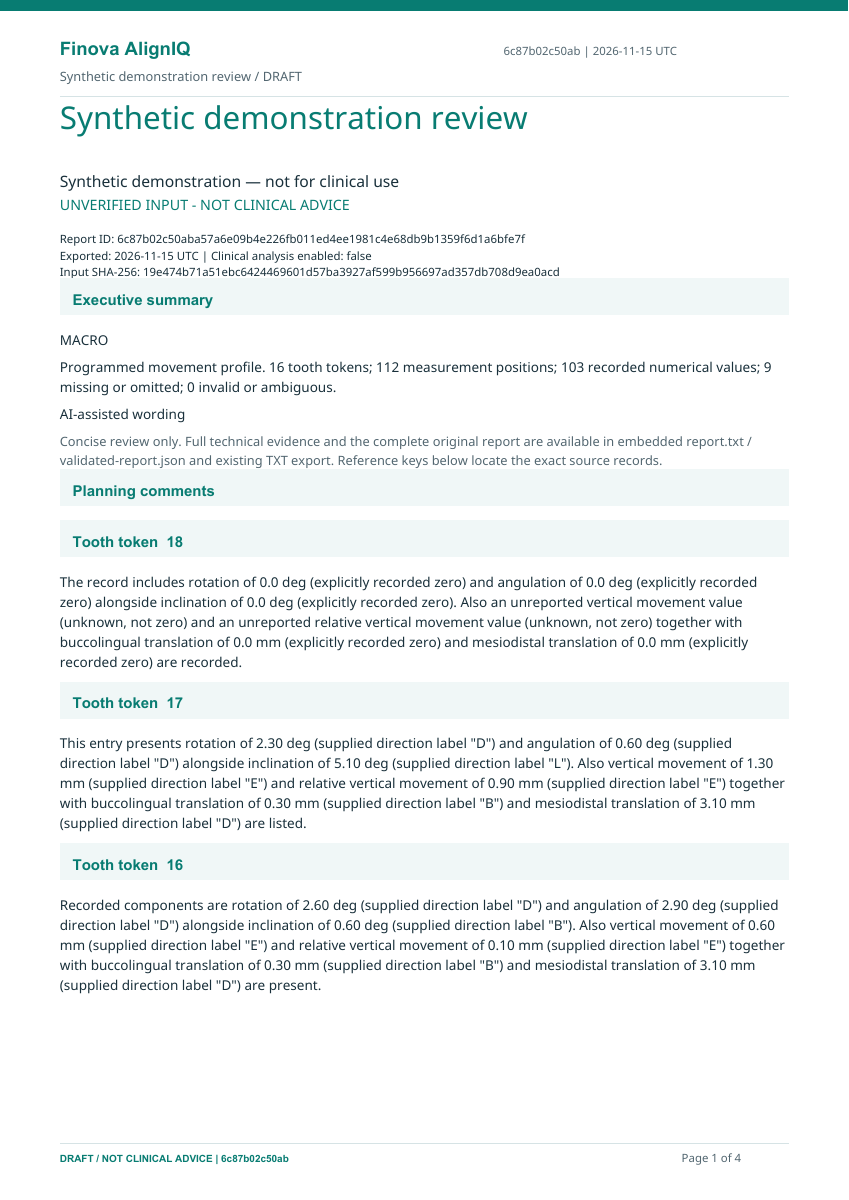 Finova AlignIQ
6c87b02c50ab | 2026-11-15 UTC
Synthetic demonstration review / DRAFT
Synthetic demonstration review
Synthetic demonstration — not for clinical use
UNVERIFIED INPUT - NOT CLINICAL ADVICE
Report ID: 6c87b02c50aba57a6e09b4e226fb011ed4ee1981c4e68db9b1359f6d1a6bfe7f
Exported: 2026-11-15 UTC | Clinical analysis enabled: false
Input SHA-256: 19e474b71a51ebc6424469601d57ba3927af599b956697ad357db708d9ea0acd
Executive summary
MACRO
Programmed movement profile. 16 tooth tokens; 112 measurement positions; 103 recorded numerical values; 9
missing or omitted; 0 invalid or ambiguous.
AI-assisted wording
Concise review only. Full technical evidence and the complete original report are available in embedded report.txt /
validated-report.json and existing TXT export. Reference keys below locate the exact source records.
Planning comments
Tooth token 18
The record includes rotation of 0.0 deg (explicitly recorded zero) and angulation of 0.0 deg (explicitly recorded
zero) alongside inclination of 0.0 deg (explicitly recorded zero). Also an unreported vertical movement value
(unknown, not zero) and an unreported relative vertical movement value (unknown, not zero) together with
buccolingual translation of 0.0 mm (explicitly recorded zero) and mesiodistal translation of 0.0 mm (explicitly
recorded zero) are recorded.
Tooth token 17
This entry presents rotation of 2.30 deg (supplied direction label "D") and angulation of 0.60 deg (supplied
direction label "D") alongside inclination of 5.10 deg (supplied direction label "L"). Also vertical movement of 1.30
mm (supplied direction label "E") and relative vertical movement of 0.90 mm (supplied direction label "E") together
with buccolingual translation of 0.30 mm (supplied direction label "B") and mesiodistal translation of 3.10 mm
(supplied direction label "D") are listed.
Tooth token 16
Recorded components are rotation of 2.60 deg (supplied direction label "D") and angulation of 2.90 deg (supplied
direction label "D") alongside inclination of 0.60 deg (supplied direction label "B"). Also vertical movement of 0.60
mm (supplied direction label "E") and relative vertical movement of 0.10 mm (supplied direction label "E") together
with buccolingual translation of 0.30 mm (supplied direction label "B") and mesiodistal translation of 3.10 mm
(supplied direction label "D") are present.
DRAFT / NOT CLINICAL ADVICE | 6c87b02c50ab
Page 1 of 4